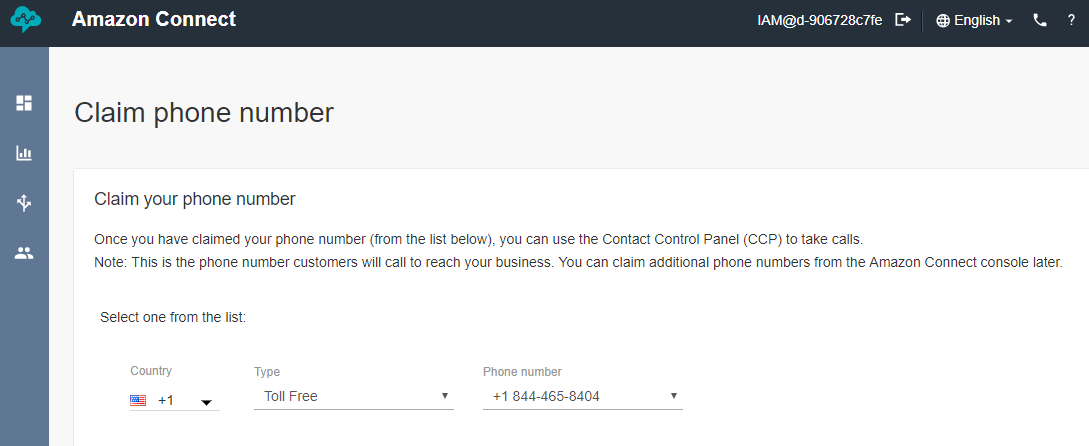 Amazon Connect
IAM@d-906728c7fe
English
?
Claim phone number
Claim your phone number
Once you have claimed your phone number (from the list below), you can use the Contact Control Panel (CCP) to take calls.
Note: This is the phone number customers will call to reach your business. You can claim additional phone numbers from the Amazon Connect console later.
Select one from the list:
Country
Type
Phone number
+1
Toll Free
+1 844-465-8404